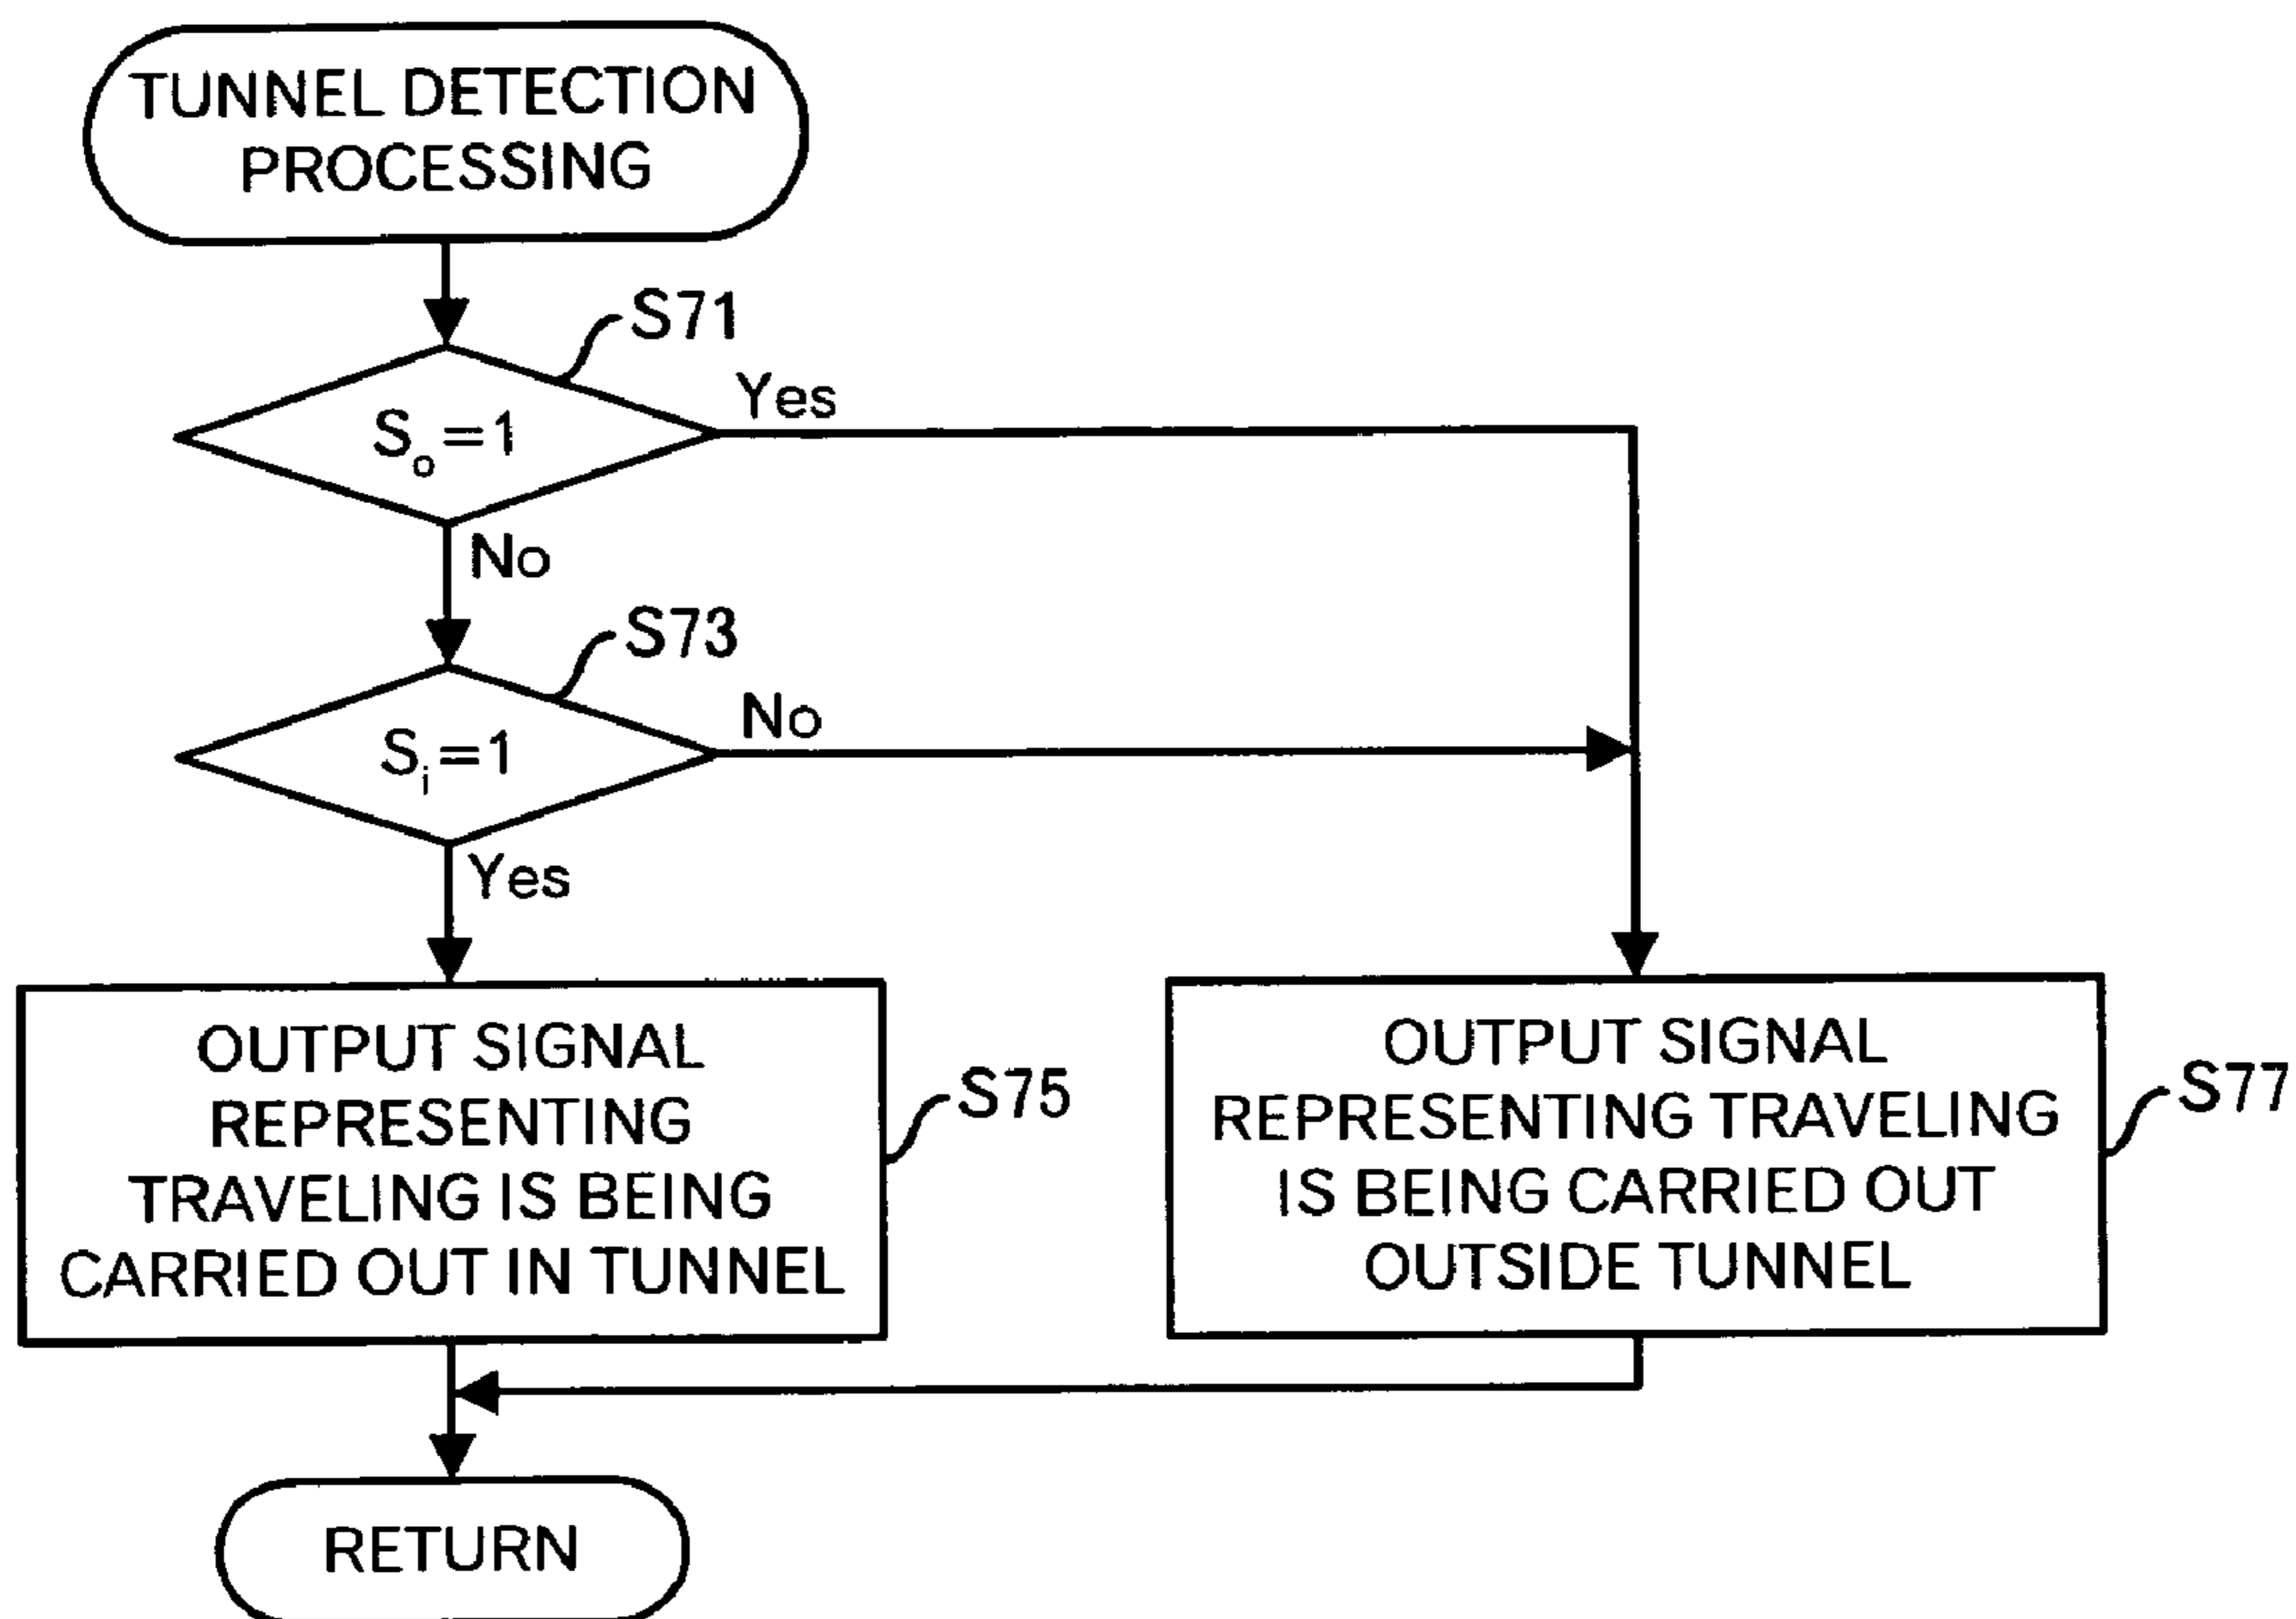 TUNNEL DETECTION
PROCESSING
S71
Yes
Sₒ=1
No
S73
No
Sᵢ=1
Yes
OUTPUT SIGNAL
REPRESENTING
TRAVELING IS BEING
CARRIED OUT IN TUNNEL
S75
OUTPUT SIGNAL
REPRESENTING TRAVELING
IS BEING CARRIED OUT
OUTSIDE TUNNEL
S77
RETURN